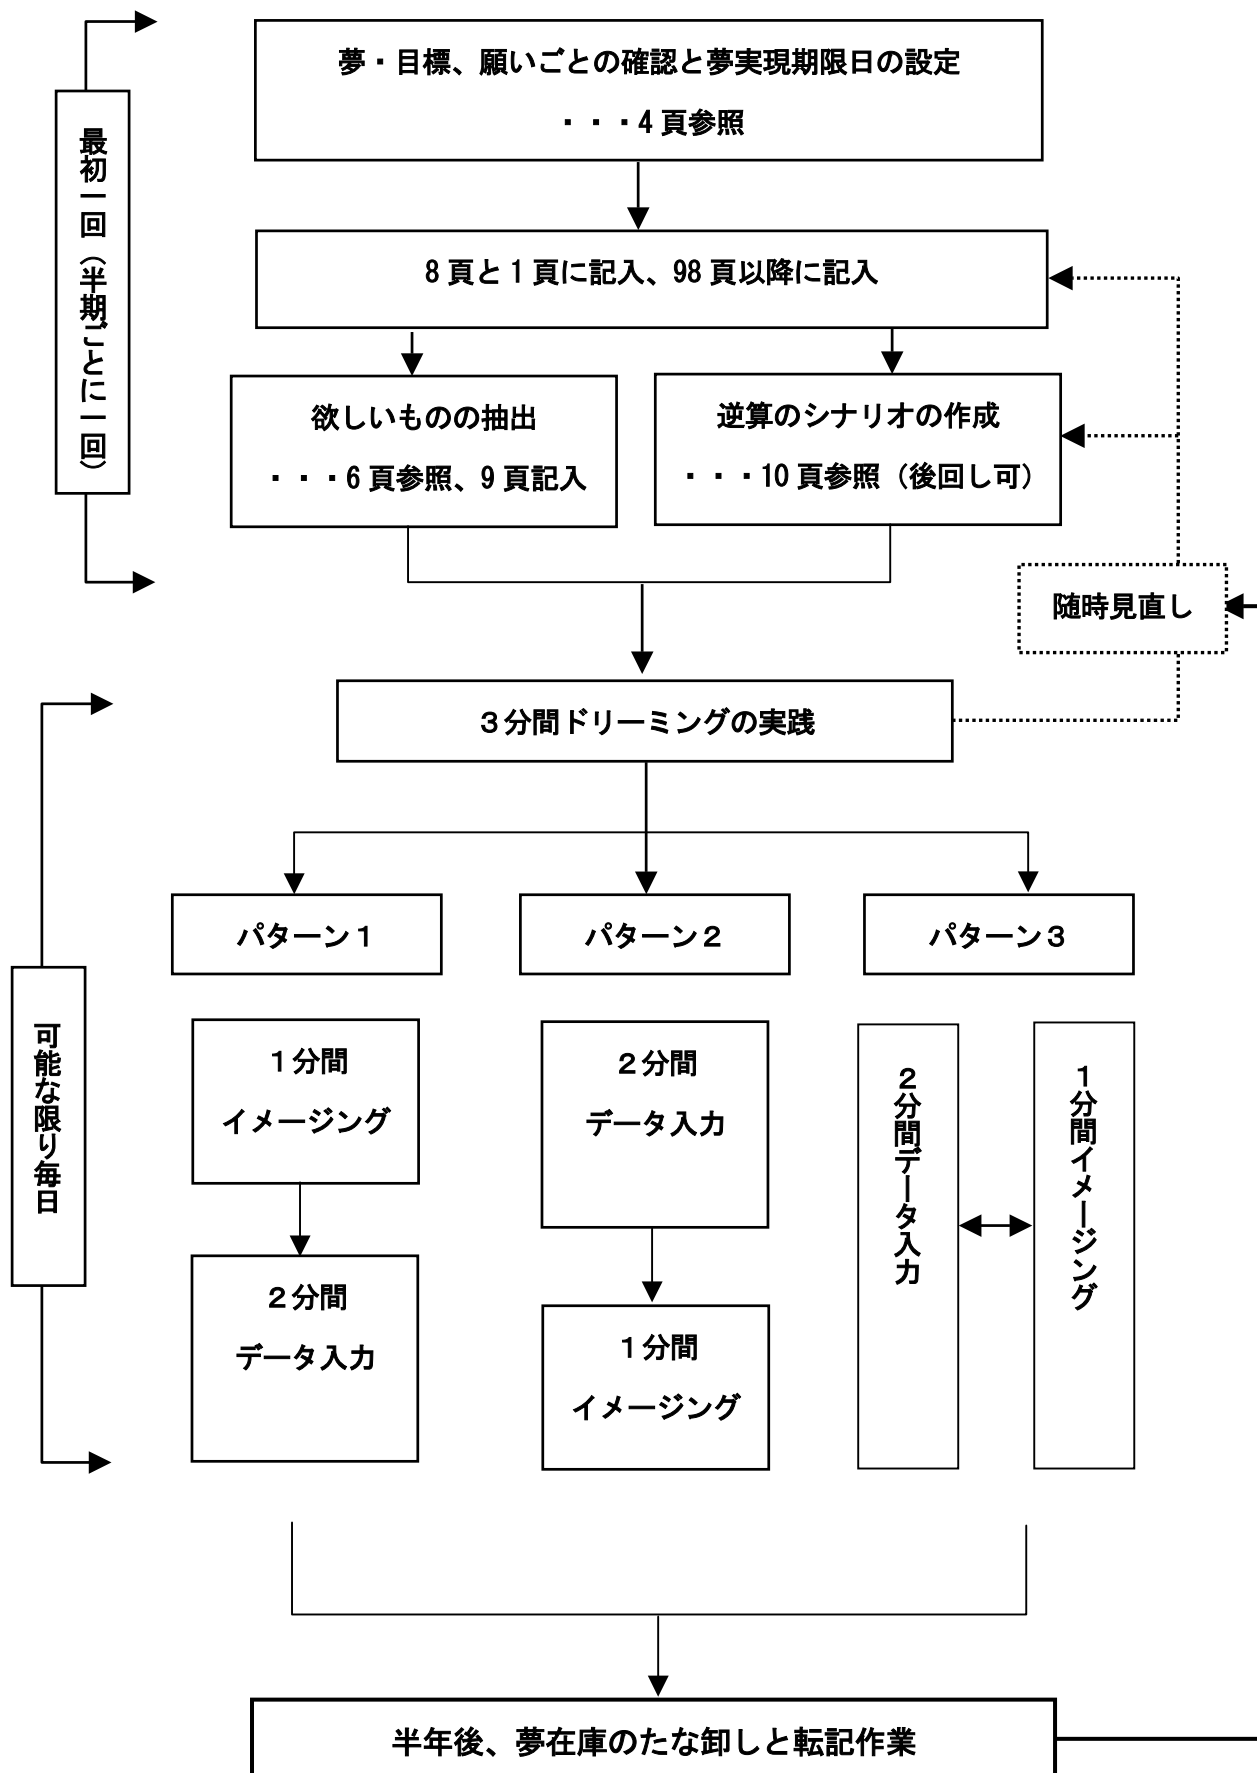 夢・目標、願いごとの確認と夢実現期限日の設定
・・・4 頁参照
最初一回（半期ごとに一回）
8 頁と 1 頁に記入、98 頁以降に記入
欲しいものの抽出
・・・6 頁参照、9 頁記入
逆算のシナリオの作成
・・・10 頁参照（後回し可）
随時見直し
３分間ドリーミングの実践
可能な限り毎日
パターン１
パターン２
パターン３
１分間
イメージング
２分間
データ入力
２分間
データ入力
１分間
イメージング
２分間データ入力
１分間イメージング
半年後、夢在庫のたな卸しと転記作業